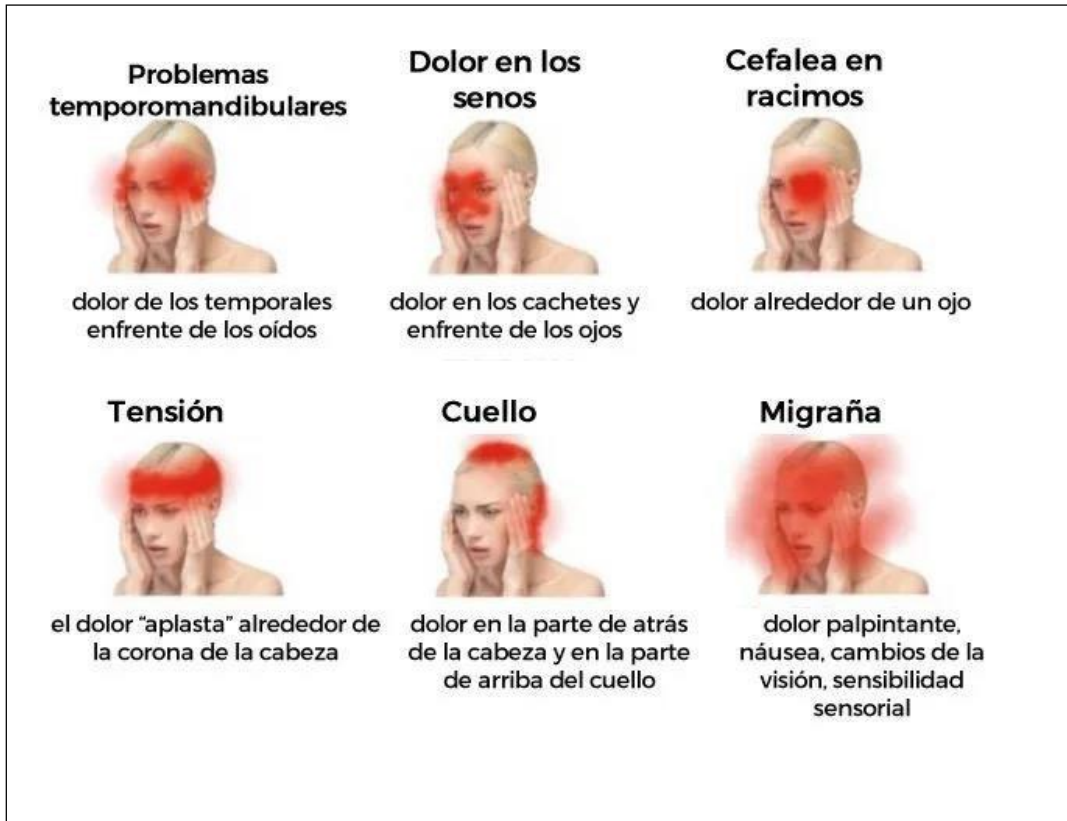 Problemas
temporomandibulares
dolor de los temporales
enfrente de los oídos
Dolor en los
senos
dolor en los cachetes y
enfrente de los ojos
Cefalea en
racimos
dolor alrededor de un ojo
Tensión
el dolor “aplasta” alrededor de
la corona de la cabeza
Cuello
dolor en la parte de atrás
de la cabeza y en la parte
de arriba del cuello
Migraña
dolor palpintante,
náusea, cambios de la
visión, sensibilidad
sensorial